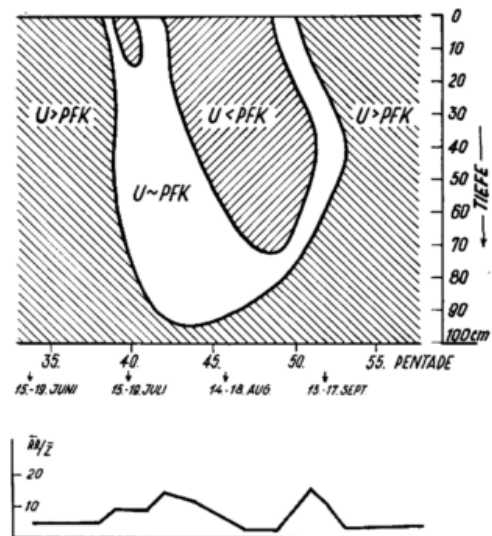 0
10
20
U>PFK U<PFK U>PFK 30
40
U~PFK 50
TIEFE
60
70
80
90
100cm
35. 40. 45. 50. 55. PENTADE
15.-19. JUNI 15.-19. JULI 14.-18. AUG. 13.-17. SEPT.
R̅R̅/Z̅
20
10